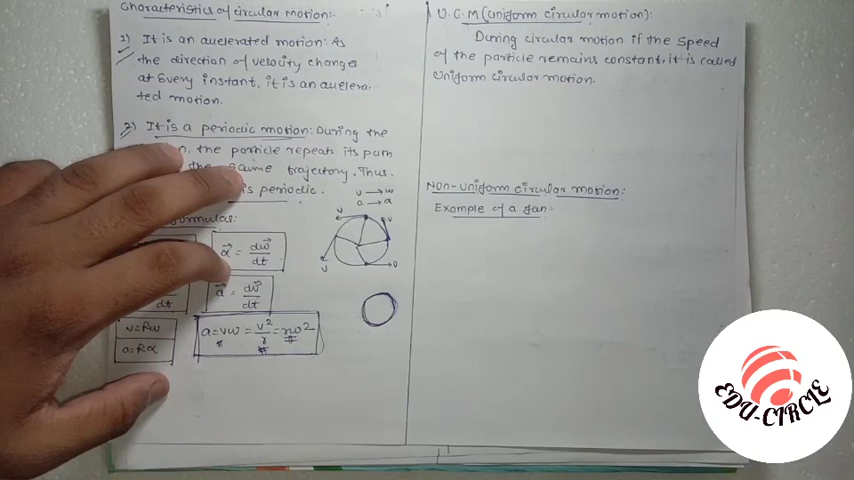 Characteristics of circular motion:-
1) It is an auelerated motion: As
the direction of velocity changes
at every instant, it is an auelera-
ted motion.
2) It is a periodic motion: During the
the particle repeats its path
the same trajectory. Thus.
is periodic.
v → w
a → α
formulas:
v
v
v
v
α⃗ = dω⃗/dt
a⃗ = dv⃗/dt
dt
v=Rω
a=Rα
a = vω = v²/r = rω2
U.C.M (uniform circular motion):
During circular motion if the speed
of the particle remains constant, it is called
uniform circular motion.
Non-uniform circular motion:
Example of a fan-
EDU-CIRCLE